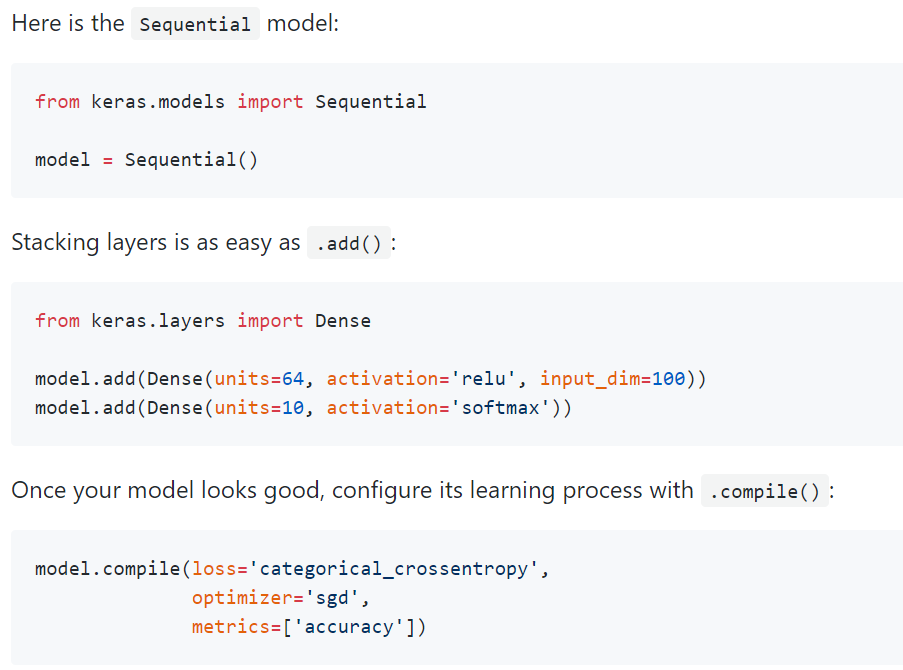 Here is the Sequential model:
from keras.models import Sequential
model = Sequential()
Stacking layers is as easy as .add():
from keras.layers import Dense
model.add(Dense(units=64, activation='relu', input_dim=100))
model.add(Dense(units=10, activation='softmax'))
Once your model looks good, configure its learning process with .compile():
model.compile(loss='categorical_crossentropy',
optimizer='sgd',
metrics=['accuracy'])